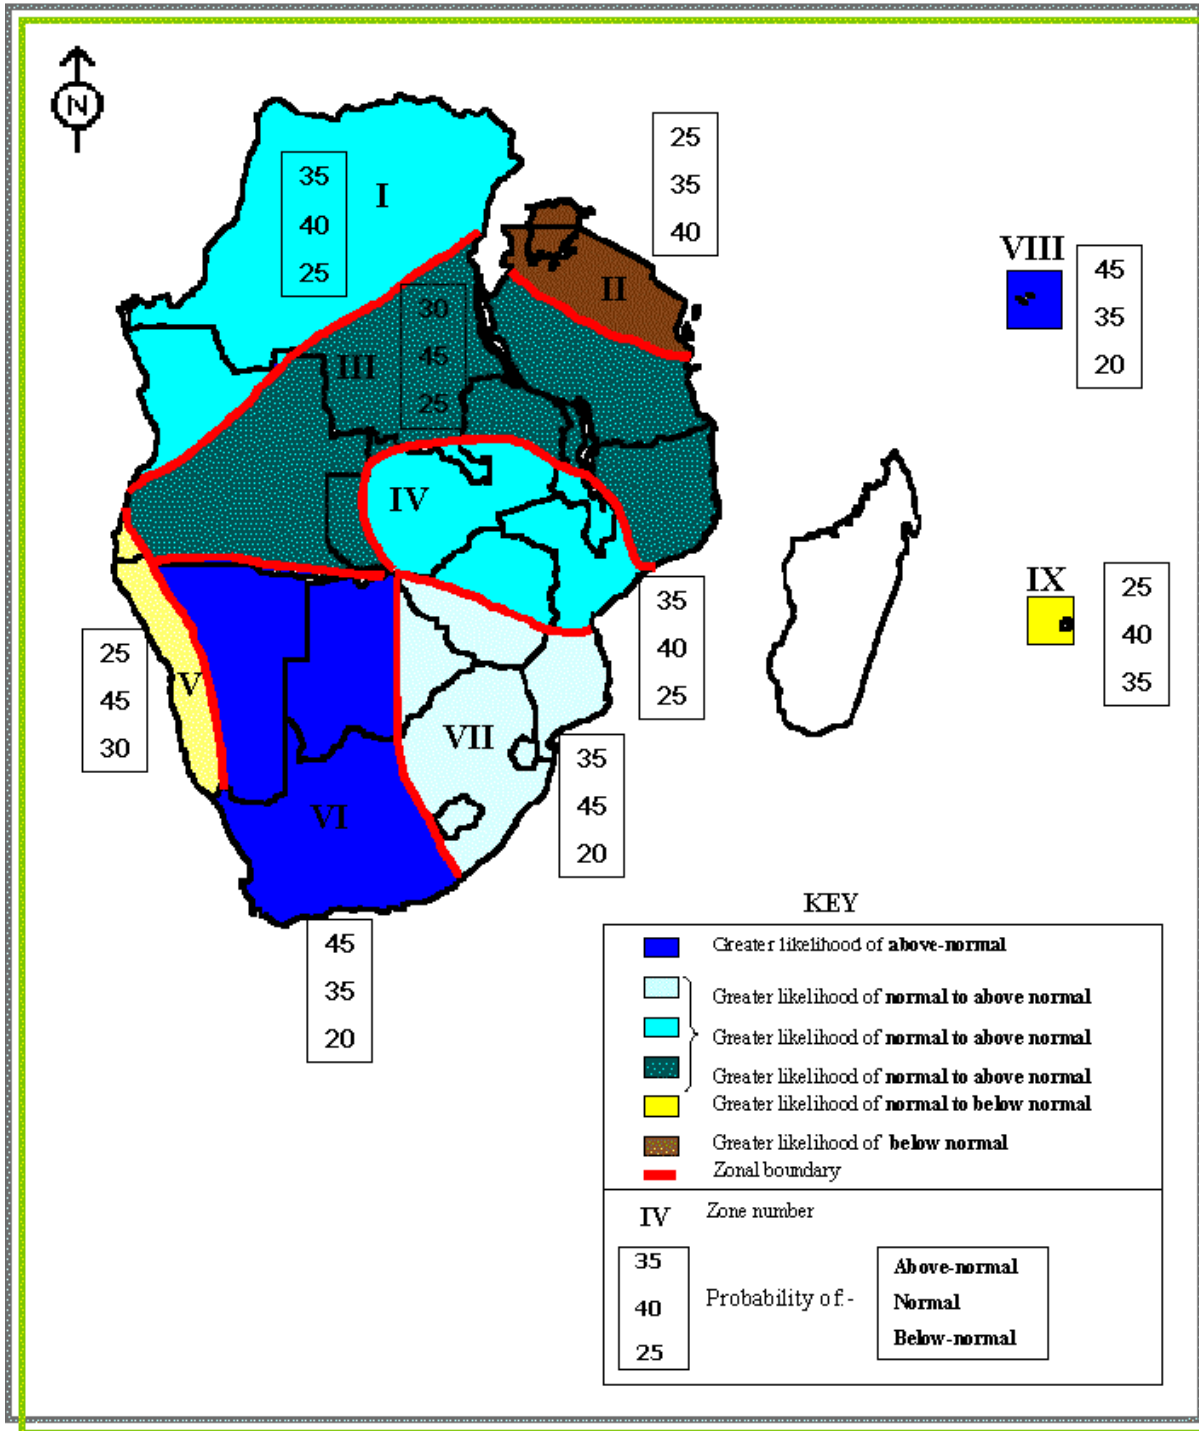 N
35
40
25
I
25
35
40
II
VIII
45
35
20
30
45
25
III
IV
IX
25
40
35
35
40
25
25
45
30
V
VII
35
45
20
VI
45
35
20
KEY
Greater likelihood of above-normal
Greater likelihood of normal to above normal
Greater likelihood of normal to above normal
Greater likelihood of normal to above normal
Greater likelihood of normal to below normal
Greater likelihood of below normal
Zonal boundary
IV Zone number
35
40
25
Probability of:-
Above-normal
Normal
Below-normal